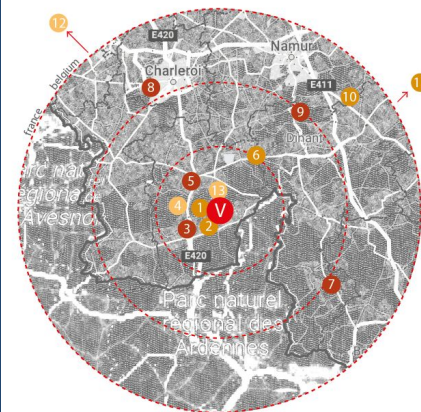 12
E420
Namur
Charleroi
E411
belgium
france
8
9
10
1
Dinant
6
5
13
4
1
V
3
2
E420
7
Parc naturel
régional des
Ardennes